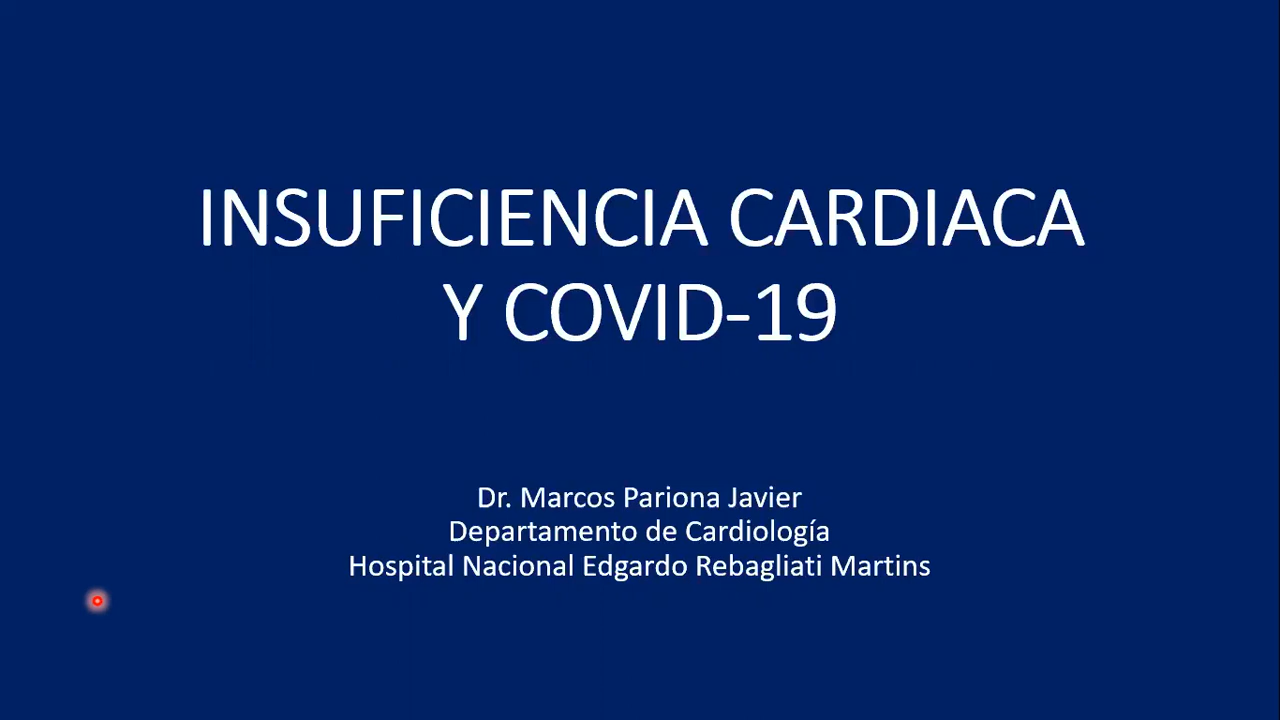 INSUFICIENCIA CARDIACA
Y COVID-19
Dr. Marcos Pariona Javier
Departamento de Cardiología
Hospital Nacional Edgardo Rebagliati Martins